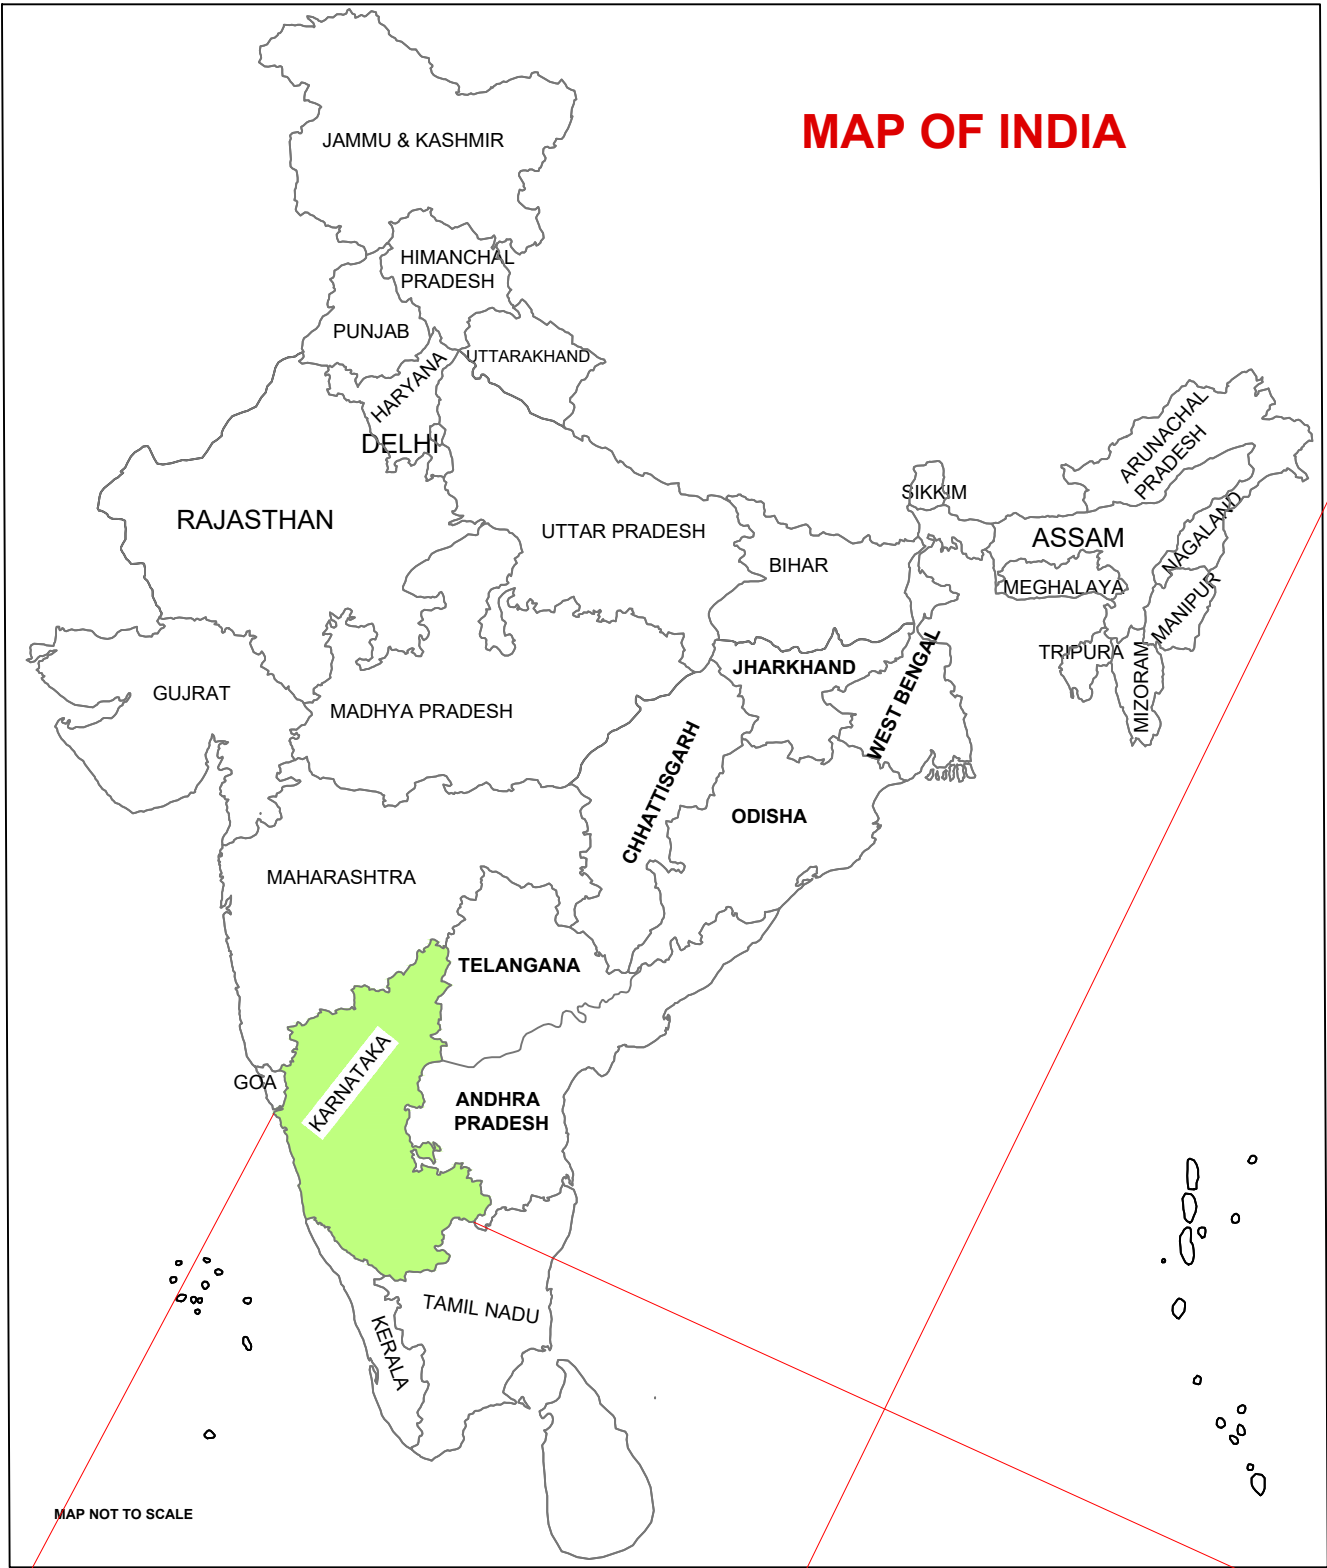 MAP OF INDIA
JAMMU & KASHMIR
HIMANCHAL
PRADESH
PUNJAB
UTTARAKHAND
HARYANA
DELHI
RAJASTHAN
UTTAR PRADESH
BIHAR
SIKKIM
ARUNACHAL
PRADESH
ASSAM
NAGALAND
MEGHALAYA
MANIPUR
TRIPURA
MIZORAM
GUJRAT
MADHYA PRADESH
JHARKHAND
WEST BENGAL
CHHATTISGARH
ODISHA
MAHARASHTRA
TELANGANA
GOA
KARNATAKA
ANDHRA
PRADESH
TAMIL NADU
KERALA
MAP NOT TO SCALE